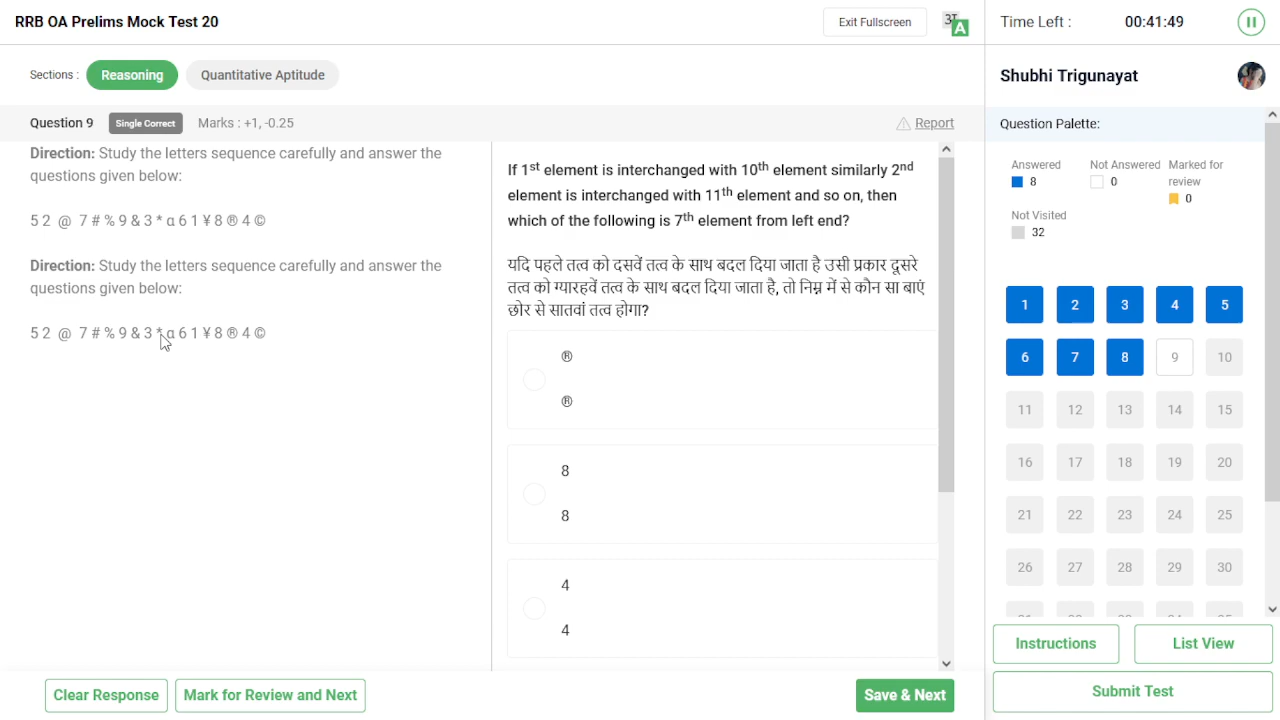 RRB OA Prelims Mock Test 20
Exit Fullscreen
Time Left :
00:41:49
Sections :
Reasoning
Quantitative Aptitude
Shubhi Trigunayat
Question 9
Single Correct
Marks : +1, -0.25
Report
Question Palette:
Direction: Study the letters sequence carefully and answer the
questions given below:
5 2 @ 7 # % 9 & 3 * α 6 1 ¥ 8 ® 4 ©
Direction: Study the letters sequence carefully and answer the
questions given below:
5 2 @ 7 # % 9 & 3 * α 6 1 ¥ 8 ® 4 ©
If 1st element is interchanged with 10th element similarly 2nd
element is interchanged with 11th element and so on, then
which of the following is 7th element from left end?
यदि पहले तत्व को दसवें तत्व के साथ बदल दिया जाता है उसी प्रकार दूसरे
तत्व को ग्यारहवें तत्व के साथ बदल दिया जाता है, तो निम्न में से कौन सा बाएं
छोर से सातवां तत्व होगा?
®
®
8
8
4
4
Answered
8
Not Answered
0
Marked for
review
0
Not Visited
32
1 2 3 4 5
6 7 8 9 10
11 12 13 14 15
16 17 18 19 20
21 22 23 24 25
26 27 28 29 30
Clear Response
Mark for Review and Next
Save & Next
Instructions
List View
Submit Test